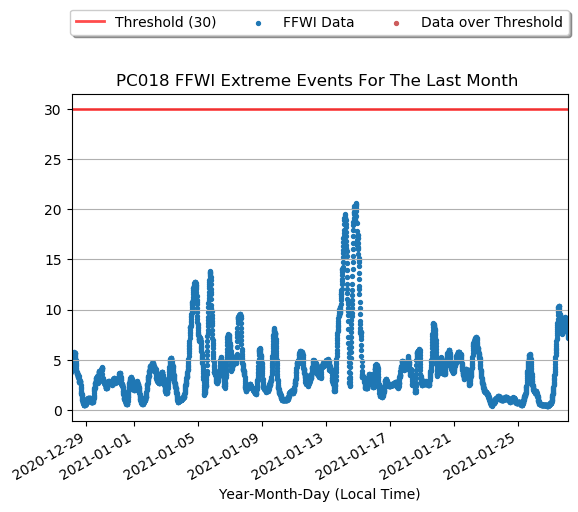 Threshold (30) FFWI Data Data over Threshold
PC018 FFWI Extreme Events For The Last Month
30
25
20
15
10
5
0
2020-12-29 2021-01-01 2021-01-05 2021-01-09 2021-01-13 2021-01-17 2021-01-21 2021-01-25
Year-Month-Day (Local Time)